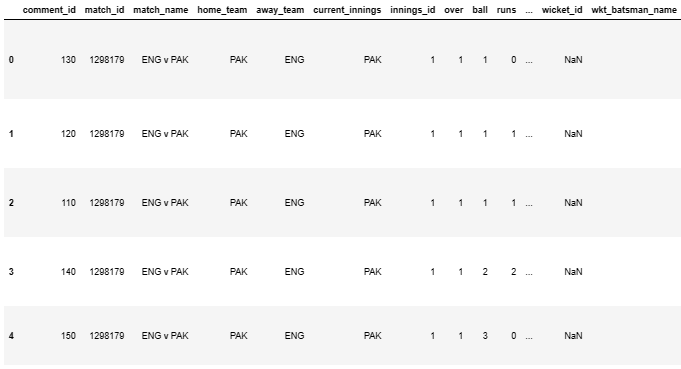 comment_id match_id match_name home_team away_team current_innings innings_id over ball runs ... wicket_id wkt_batsman_name
0 130 1298179 ENG v PAK PAK ENG PAK 1 1 1 0 ... NaN
1 120 1298179 ENG v PAK PAK ENG PAK 1 1 1 1 ... NaN
2 110 1298179 ENG v PAK PAK ENG PAK 1 1 1 1 ... NaN
3 140 1298179 ENG v PAK PAK ENG PAK 1 1 2 2 ... NaN
4 150 1298179 ENG v PAK PAK ENG PAK 1 1 3 0 ... NaN